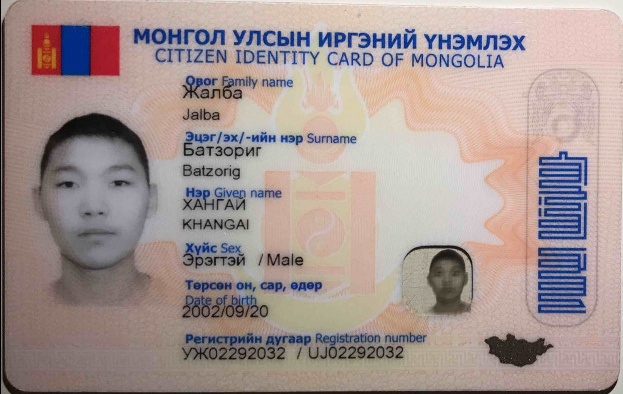 МОНГОЛ УЛСЫН ИРГЭНИЙ ҮНЭМЛЭХ
CITIZEN IDENTITY CARD OF MONGOLIA
Овог Family name
Жалба
Jalba
Эцэг/эх/-ийн нэр Surname
Батзориг
Batzorig
Нэр Given name
ХАНГАЙ
KHANGAI
Хүйс Sex
Эрэгтэй / Male
Төрсөн он, сар, өдөр
Date of birth
2002/09/20
Регистрийн дугаар Registration number
УЖ02292032 / UJ02292032